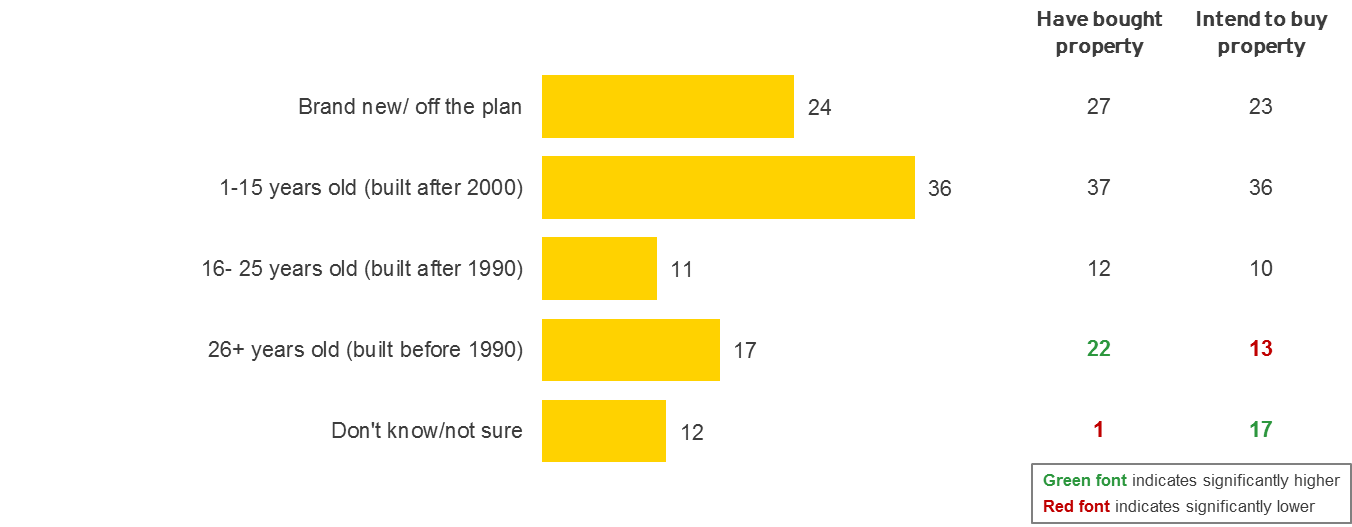 Have bought Intend to buy
property property
Brand new/ off the plan 24 27 23
1-15 years old (built after 2000) 36 37 36
16- 25 years old (built after 1990) 11 12 10
26+ years old (built before 1990) 17 22 13
Don't know/not sure 12 1 17
Green font indicates significantly higher
Red font indicates significantly lower